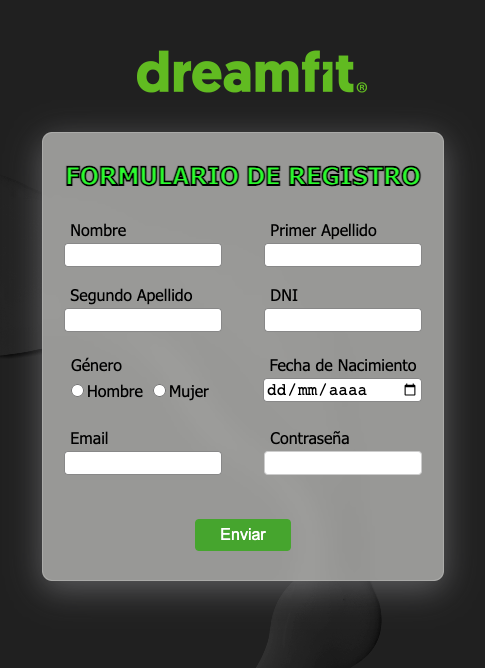 dreamfit®
FORMULARIO DE REGISTRO
Nombre Primer Apellido
Segundo Apellido DNI
Género Fecha de Nacimiento
Hombre Mujer dd/mm/aaaa
Email Contraseña
Enviar